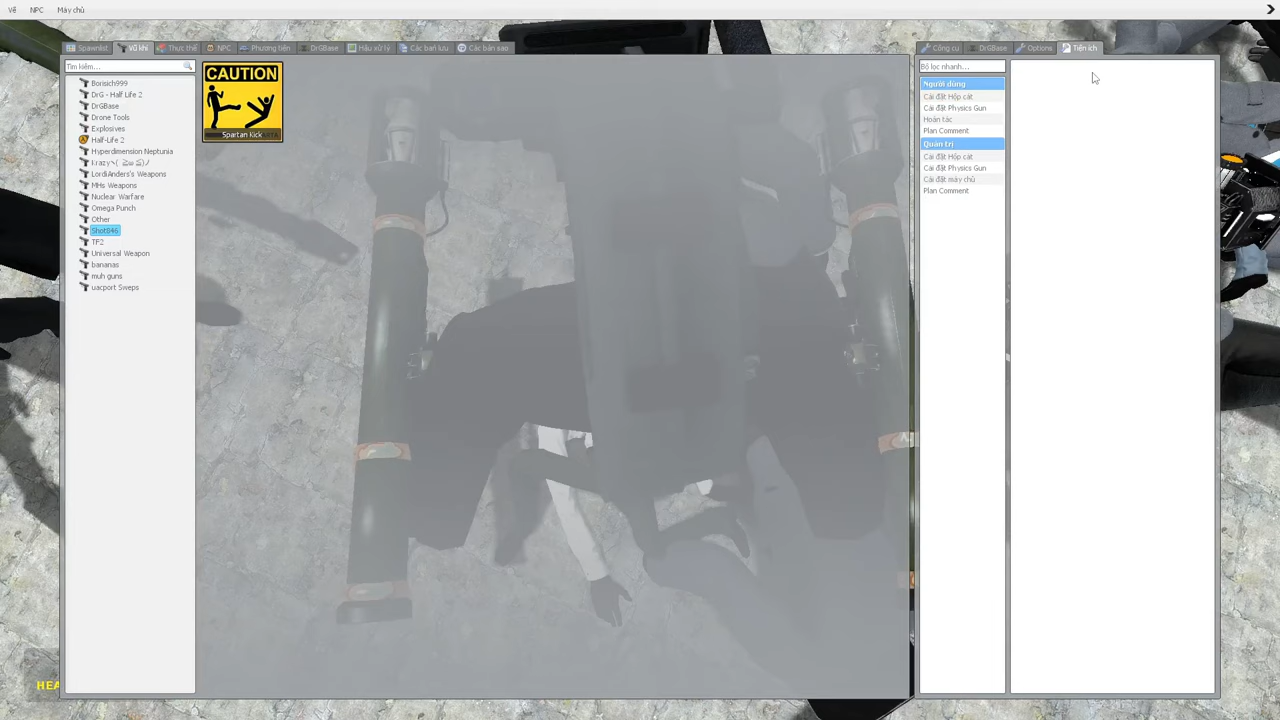 Vẽ NPC Máy chủ
Spawnlist Vũ khí Thực thể NPC Phương tiện DrGBase Hậu xử lý Các bản lưu Các bản sao
Công cụ DrGBase Options Tiện ích
Tìm kiếm...
Borisich999
DrG - Half Life 2
DrGBase
Drone Tools
Explosives
Half-Life 2
Hyperdimension Neptunia
LordiAnders's Weapons
MHs Weapons
Nuclear Warfare
Omega Punch
Other
Shot846
TF2
Universal Weapon
bananas
muh guns
uacport Sweps
CAUTION
Spartan Kick
Bộ lọc nhanh...
Người dùng
Cài đặt Hộp cát
Cài đặt Physics Gun
Hoàn tác
Plan Comment
Quản trị
Cài đặt Hộp cát
Cài đặt Physics Gun
Cài đặt máy chủ
Plan Comment
HEA